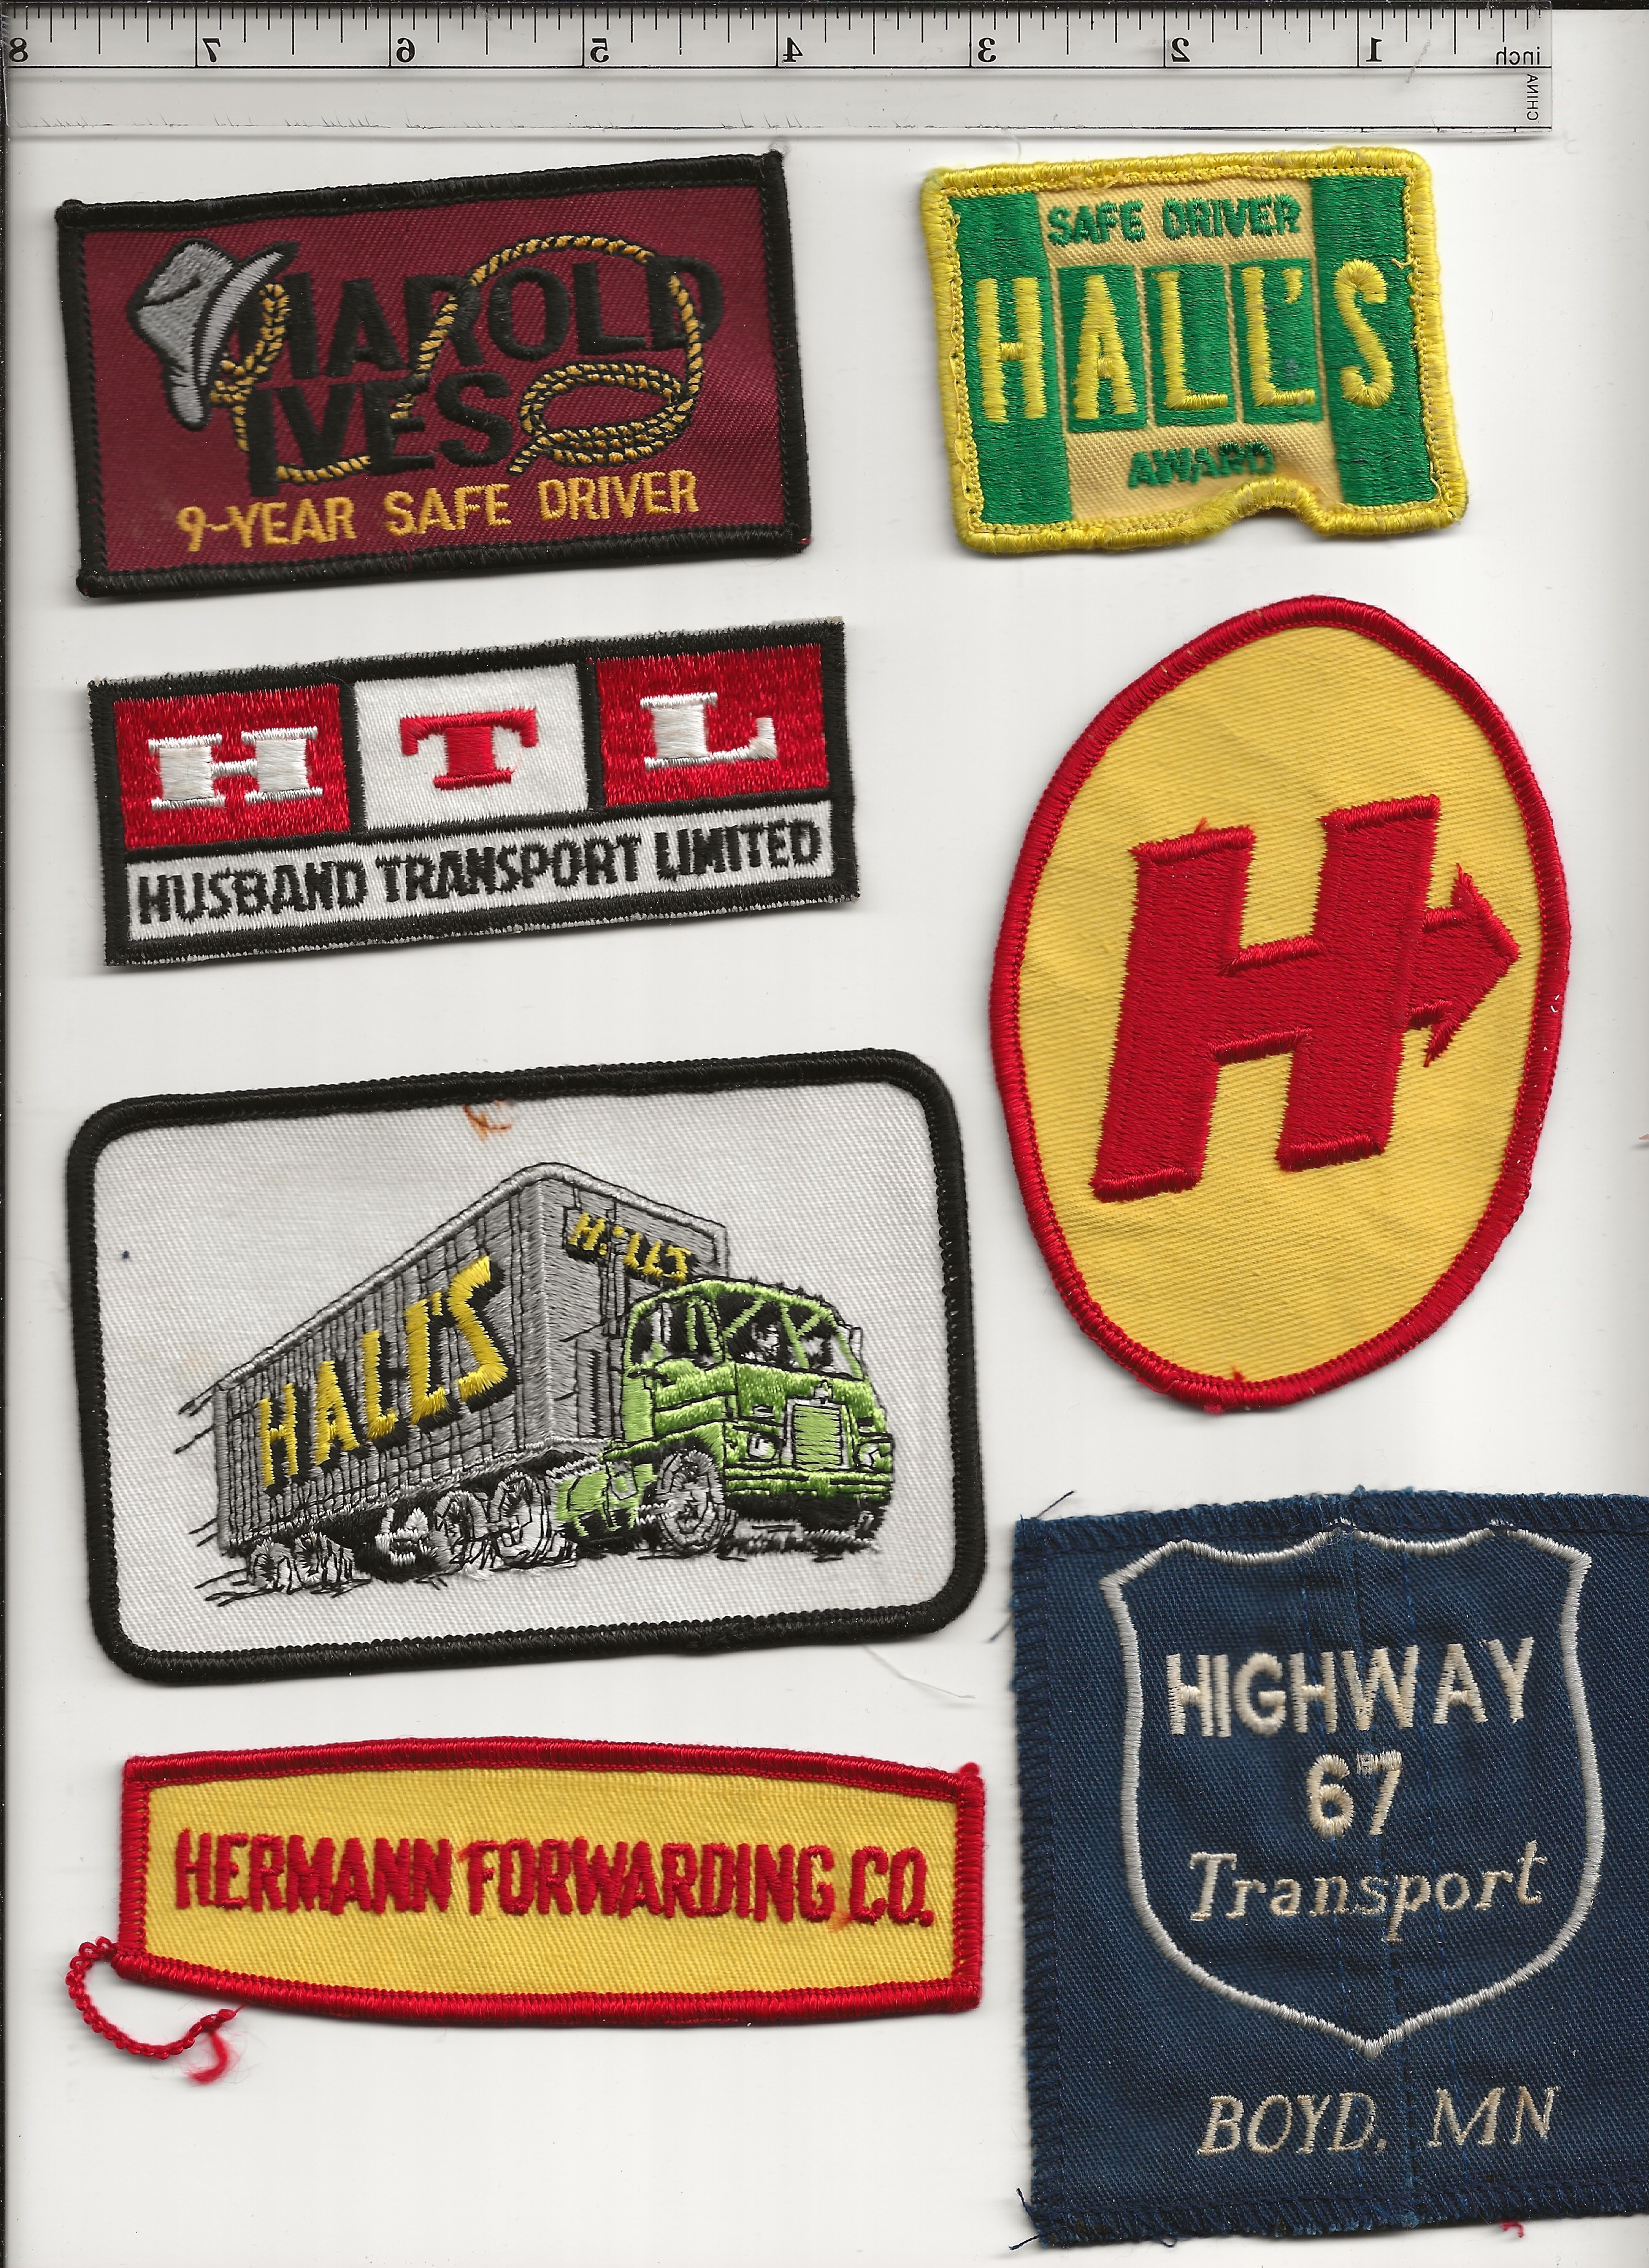 8 7 6 5 4 3 2 1 inch
CHINA
HAROLD
IVES
9-YEAR SAFE DRIVER
SAFE DRIVER
HALL'S
AWARD
H T L
HUSBAND TRANSPORT LIMITED
H
HALL'S
HALL'S
HERMANN FORWARDING CO.
HIGHWAY
67
Transport
BOYD, MN